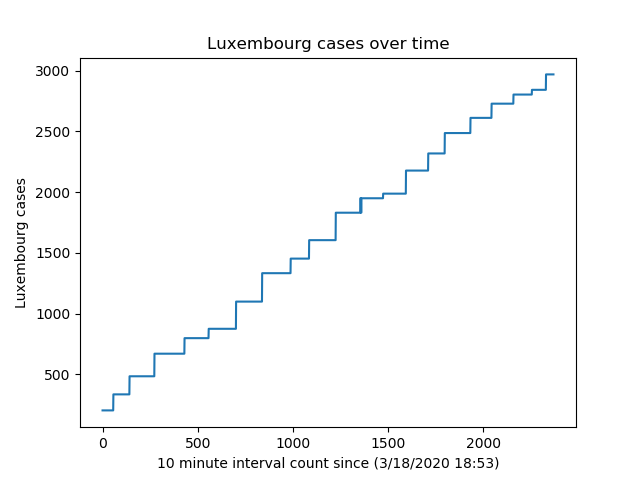 Luxembourg cases over time
3000
2500
2000
1500
1000
500
Luxembourg cases
0 500 1000 1500 2000
10 minute interval count since (3/18/2020 18:53)